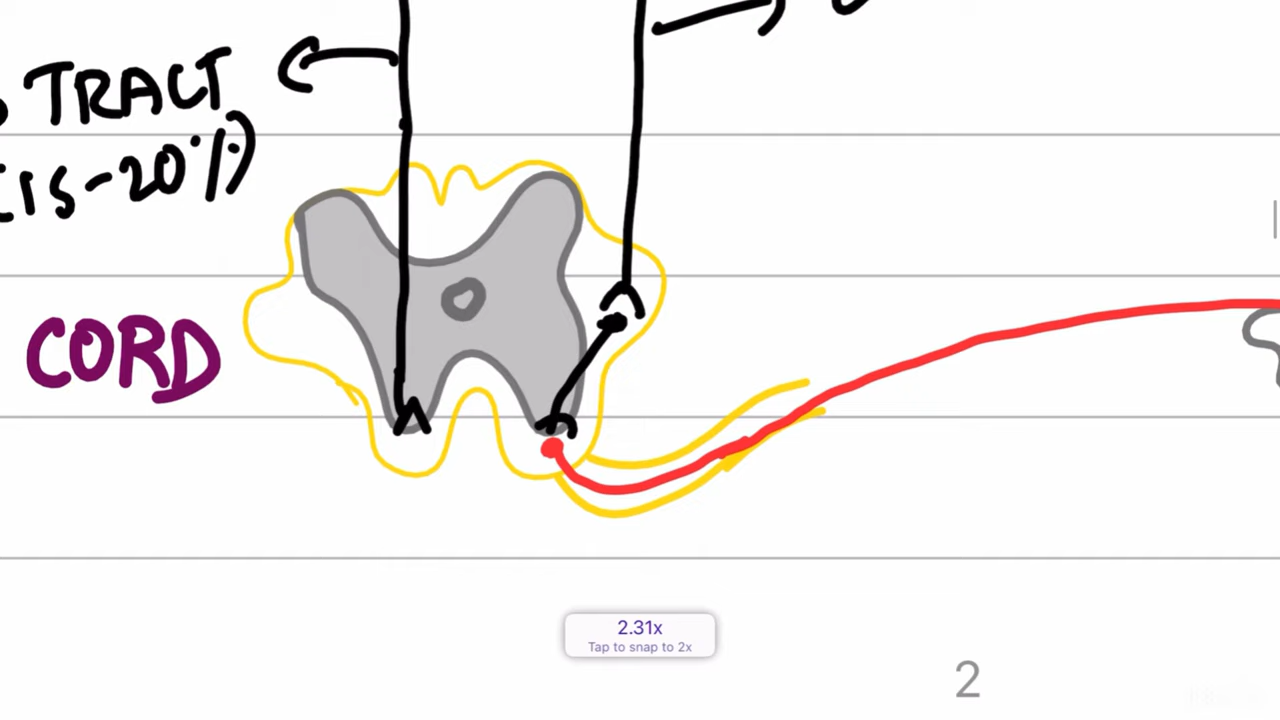 TRACT
(15-20%)
CORD
2.31x
Tap to snap to 2x
2